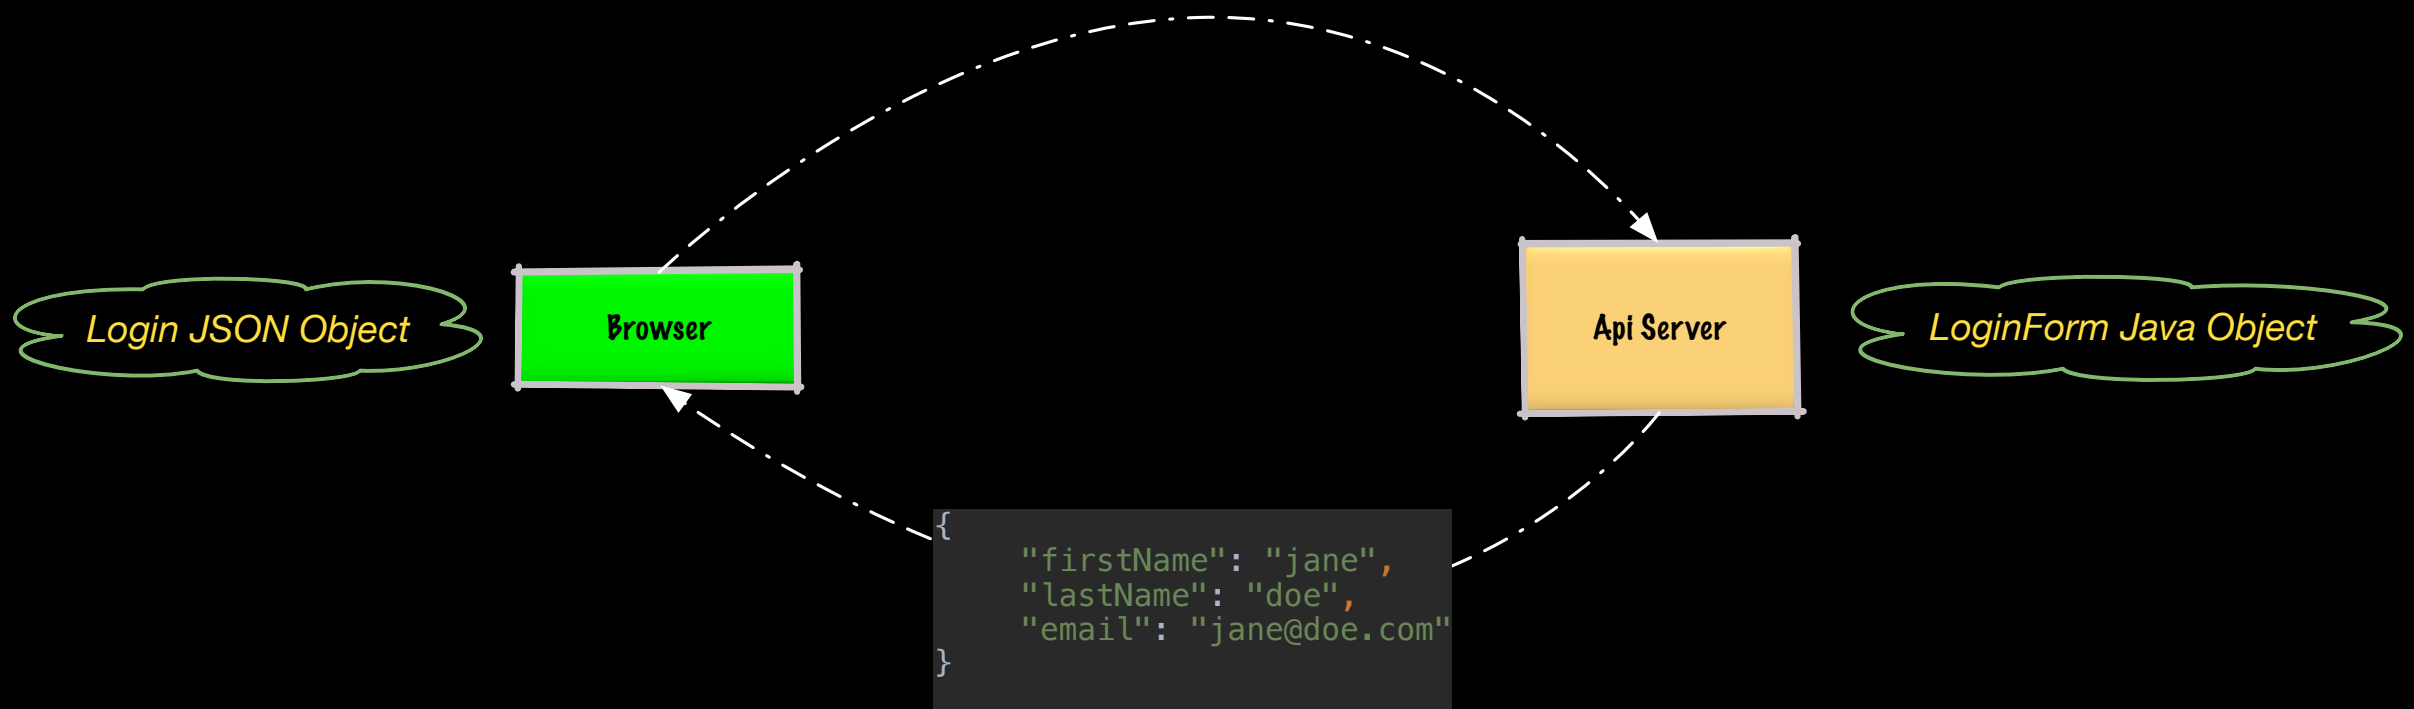 Login JSON Object
Browser
Api Server
LoginForm Java Object
{
"firstName": "jane",
"lastName": "doe",
"email": "jane@doe.com"
}